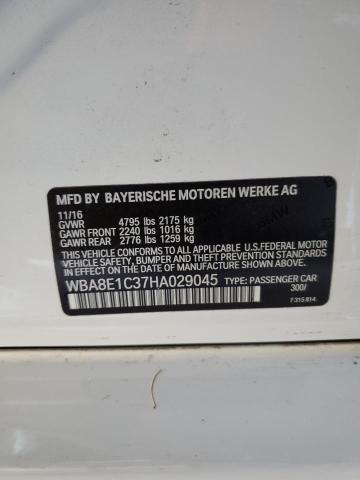 MFD BY BAYERISCHE MOTOREN WERKE AG
11/16
GVWR 4795 lbs 2175 kg
GAWR FRONT 2240 lbs 1016 kg
GAWR REAR 2776 lbs 1259 kg
THIS VEHICLE CONFORMS TO ALL APPLICABLE U.S. FEDERAL MOTOR
VEHICLE SAFETY, BUMPER AND THEFT PREVENTION STANDARDS IN
EFFECT ON THE DATE OF MANUFACTURE SHOWN ABOVE.
WBA8E1C37HA029045 TYPE: PASSENGER CAR
300/
7 315 814